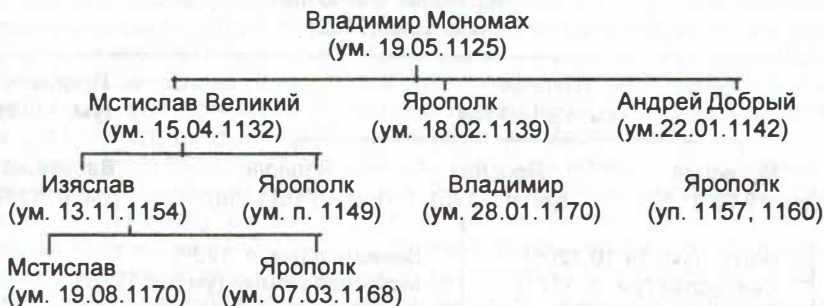 Владимир Мономах
(ум. 19.05.1125)
Мстислав Великий Ярополк Андрей Добрый
(ум. 15.04.1132) (ум. 18.02.1139) (ум.22.01.1142)
Изяслав Ярополк Владимир Ярополк
(ум. 13.11.1154) (ум. п. 1149) (ум. 28.01.1170) (уп. 1157, 1160)
Мстислав Ярополк
(ум. 19.08.1170) (ум. 07.03.1168)